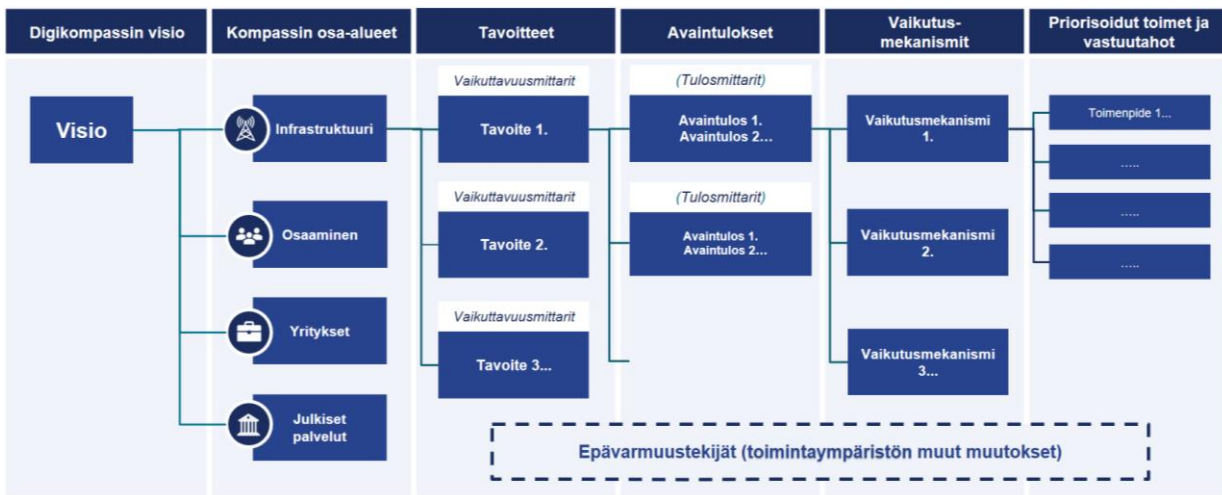 Digikompassin visio
Kompassin osa-alueet
Tavoitteet
Avaintulokset
Vaikutus-
mekanismit
Priorisoidut toimet ja
vastuutahot
Visio
Infrastruktuuri
Osaaminen
Yritykset
Julkiset
palvelut
Vaikuttavuusmittarit
Tavoite 1.
Vaikuttavuusmittarit
Tavoite 2.
Vaikuttavuusmittarit
Tavoite 3...
(Tulosmittarit)
Avaintulos 1.
Avaintulos 2...
(Tulosmittarit)
Avaintulos 1.
Avaintulos 2...
Vaikutusmekanismi
1.
Vaikutusmekanismi
2.
Vaikutusmekanismi
3...
Toimenpide 1...
.....
.....
.....
Epävarmuustekijät (toimintaympäristön muut muutokset)